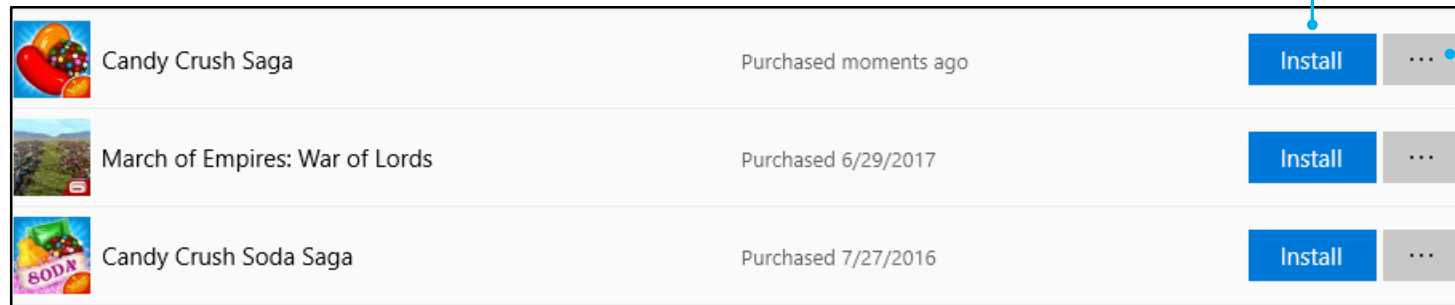 Candy Crush Saga Purchased moments ago Install ...
March of Empires: War of Lords Purchased 6/29/2017 Install ...
SODA Candy Crush Soda Saga Purchased 7/27/2016 Install ...